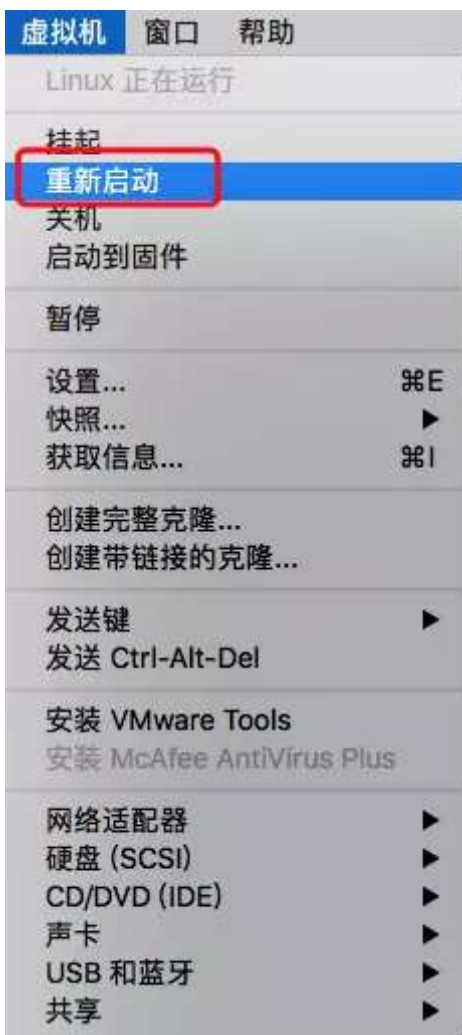 虚拟机 窗口 帮助
Linux 正在运行
挂起
重新启动
关机
启动到固件
暂停
设置... ⌘E
快照... ▶
获取信息... ⌘I
创建完整克隆...
创建带链接的克隆...
发送键 ▶
发送 Ctrl-Alt-Del
安装 VMware Tools
安装 McAfee AntiVirus Plus
网络适配器 ▶
硬盘 (SCSI) ▶
CD/DVD (IDE) ▶
声卡 ▶
USB 和蓝牙 ▶
共享 ▶